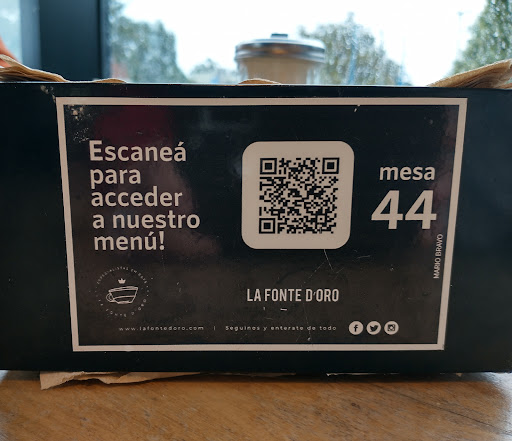 Escaneá
para
acceder
a nuestro
menú!
mesa
44
MARIO BRAVO
LA FONTE D'ORO
www.lafontedoro.com | Seguinos y enterate de todo